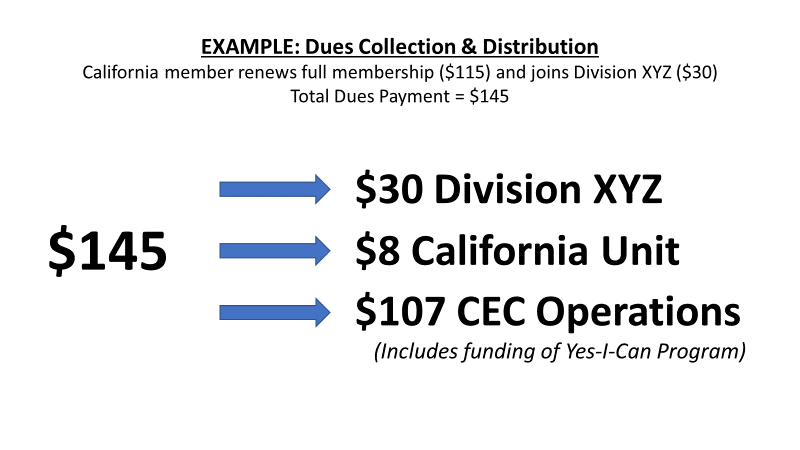 EXAMPLE: Dues Collection & Distribution
California member renews full membership ($115) and joins Division XYZ ($30)
Total Dues Payment = $145
$145
$30 Division XYZ
$8 California Unit
$107 CEC Operations
(Includes funding of Yes-I-Can Program)